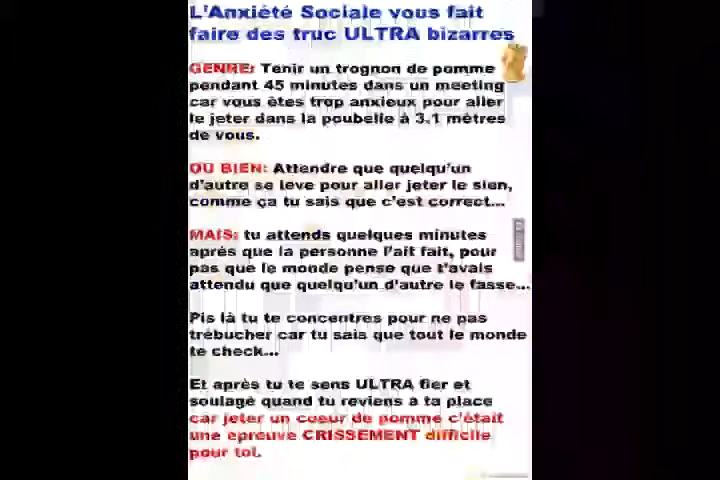 L'Anxiété Sociale vous fait
faire des truc ULTRA bizarres
GENRE: Tenir un trognon de pomme
pendant 45 minutes dans un meeting
car vous êtes trop anxieux pour aller
le jeter dans la poubelle à 3.1 mètres
de vous.
OU BIEN: Attendre que quelqu'un
d'autre se leve pour aller jeter le sien,
comme ça tu sais que c'est correct...
MAIS: tu attends quelques minutes
après que la personne l'ait fait, pour
pas que le monde pense que t'avais
attendu que quelqu'un d'autre le fasse...
Pis là tu te concentres pour ne pas
trébucher car tu sais que tout le monde
te check...
Et après tu te sens ULTRA fier et
soulagé quand tu reviens à ta place
car jeter un coeur de pomme c'était
une epreuve CRISSEMENT difficile
pour toi.